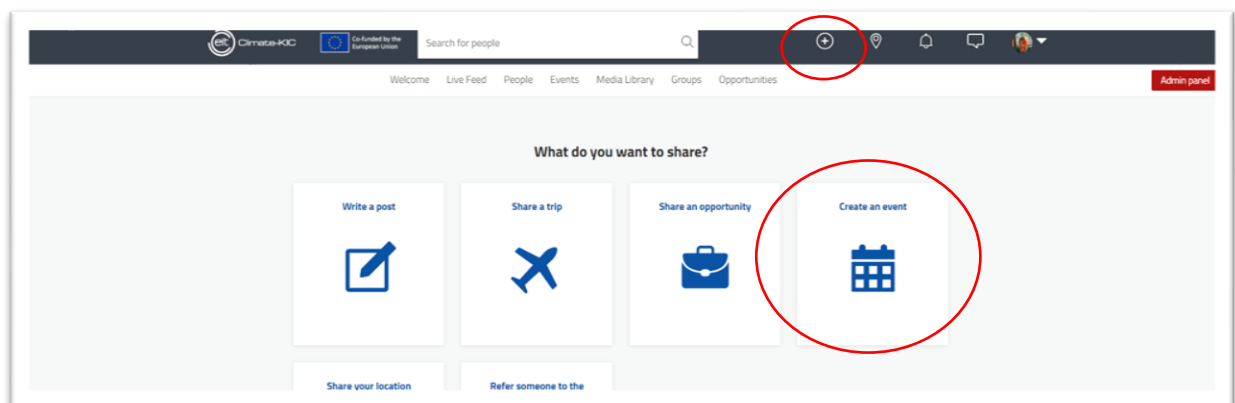 eit Climate-KIC Co-funded by the European Union Search for people
Welcome Live Feed People Events Media Library Groups Opportunities Admin panel
What do you want to share?
Write a post Share a trip Share an opportunity Create an event
Share your location Refer someone to the